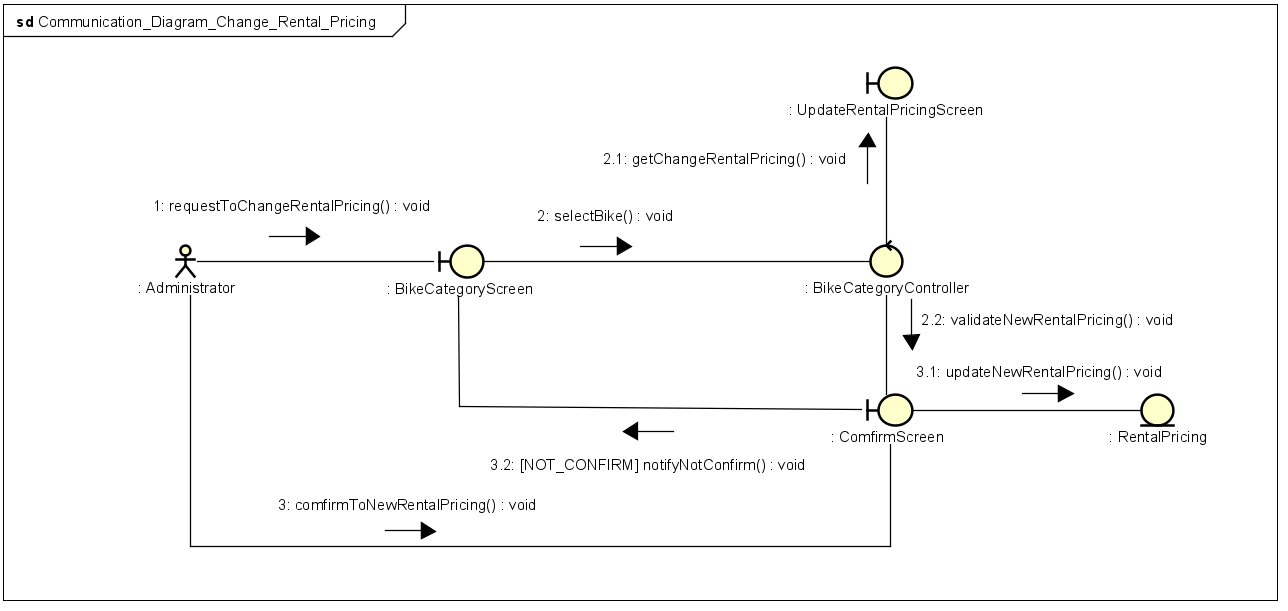 sd Communication_Diagram_Change_Rental_Pricing
: UpdateRentalPricingScreen
2.1: getChangeRentalPricing() : void
1: requestToChangeRentalPricing() : void
2: selectBike() : void
: Administrator
: BikeCategoryScreen
: BikeCategoryController
2.2: validateNewRentalPricing() : void
3.1: updateNewRentalPricing() : void
: ComfirmScreen
: RentalPricing
3.2: [NOT_CONFIRM] notifyNotConfirm() : void
3: comfirmToNewRentalPricing() : void